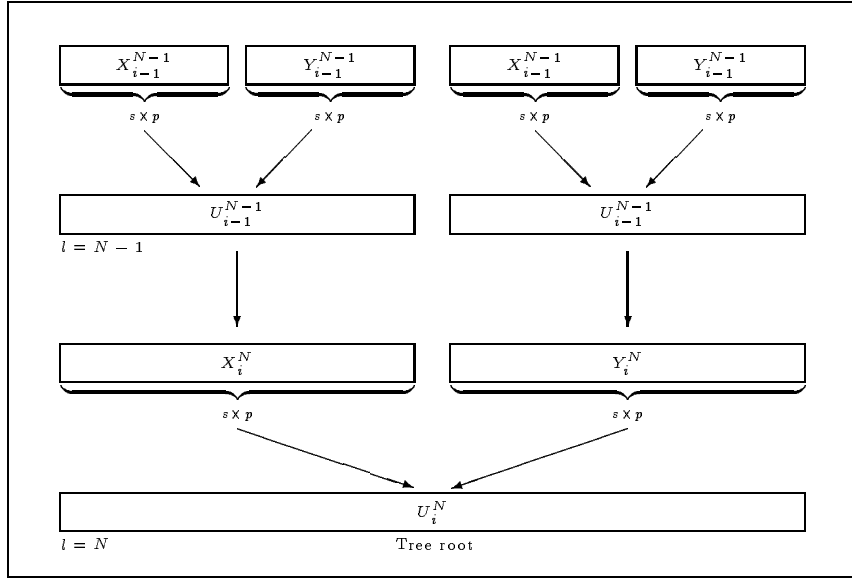 X_{i-1}^{N-1} Y_{i-1}^{N-1} X_{i-1}^{N-1} Y_{i-1}^{N-1}
s × p s × p s × p s × p
U_{i-1}^{N-1} U_{i-1}^{N-1}
l = N − 1
X_i^N Y_i^N
s × p s × p
U_i^N
l = N Tree root